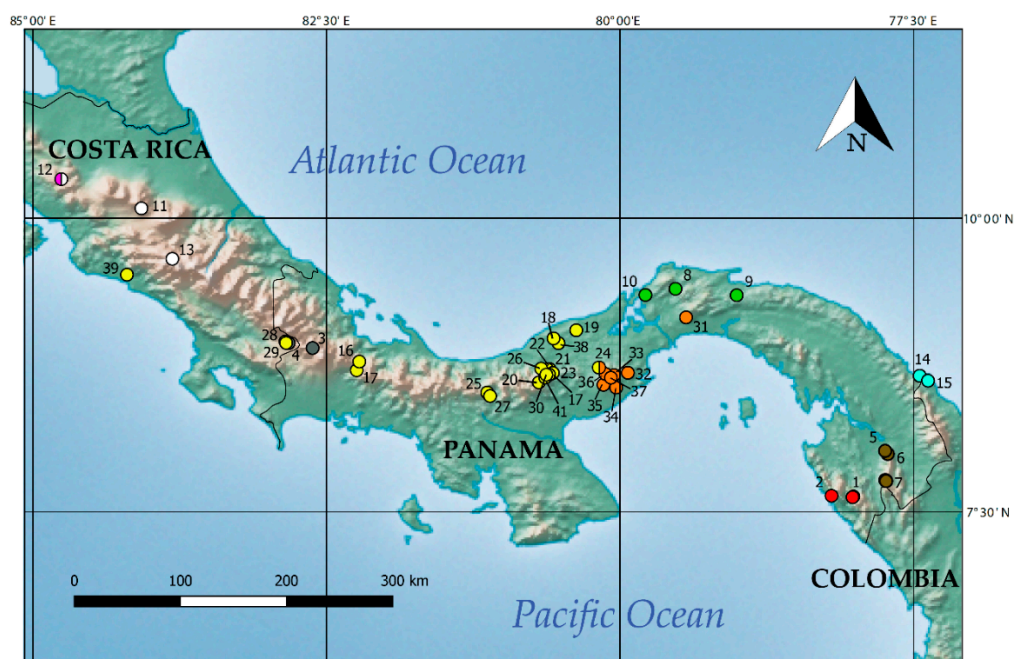 85°00' E 82°30' E 80°00' E 77°30' E
N
COSTA RICA
Atlantic Ocean
12
11
10°00' N
13
39
10 8 9
31
28 3
29 4
16
17
18 19
22 38
26 21 24 33
20 23 36 32
25 30 17 35 37
27 41 34
14
15
PANAMA
5
6
2 1 7
7°30' N
COLOMBIA
0 100 200 300 km
Pacific Ocean